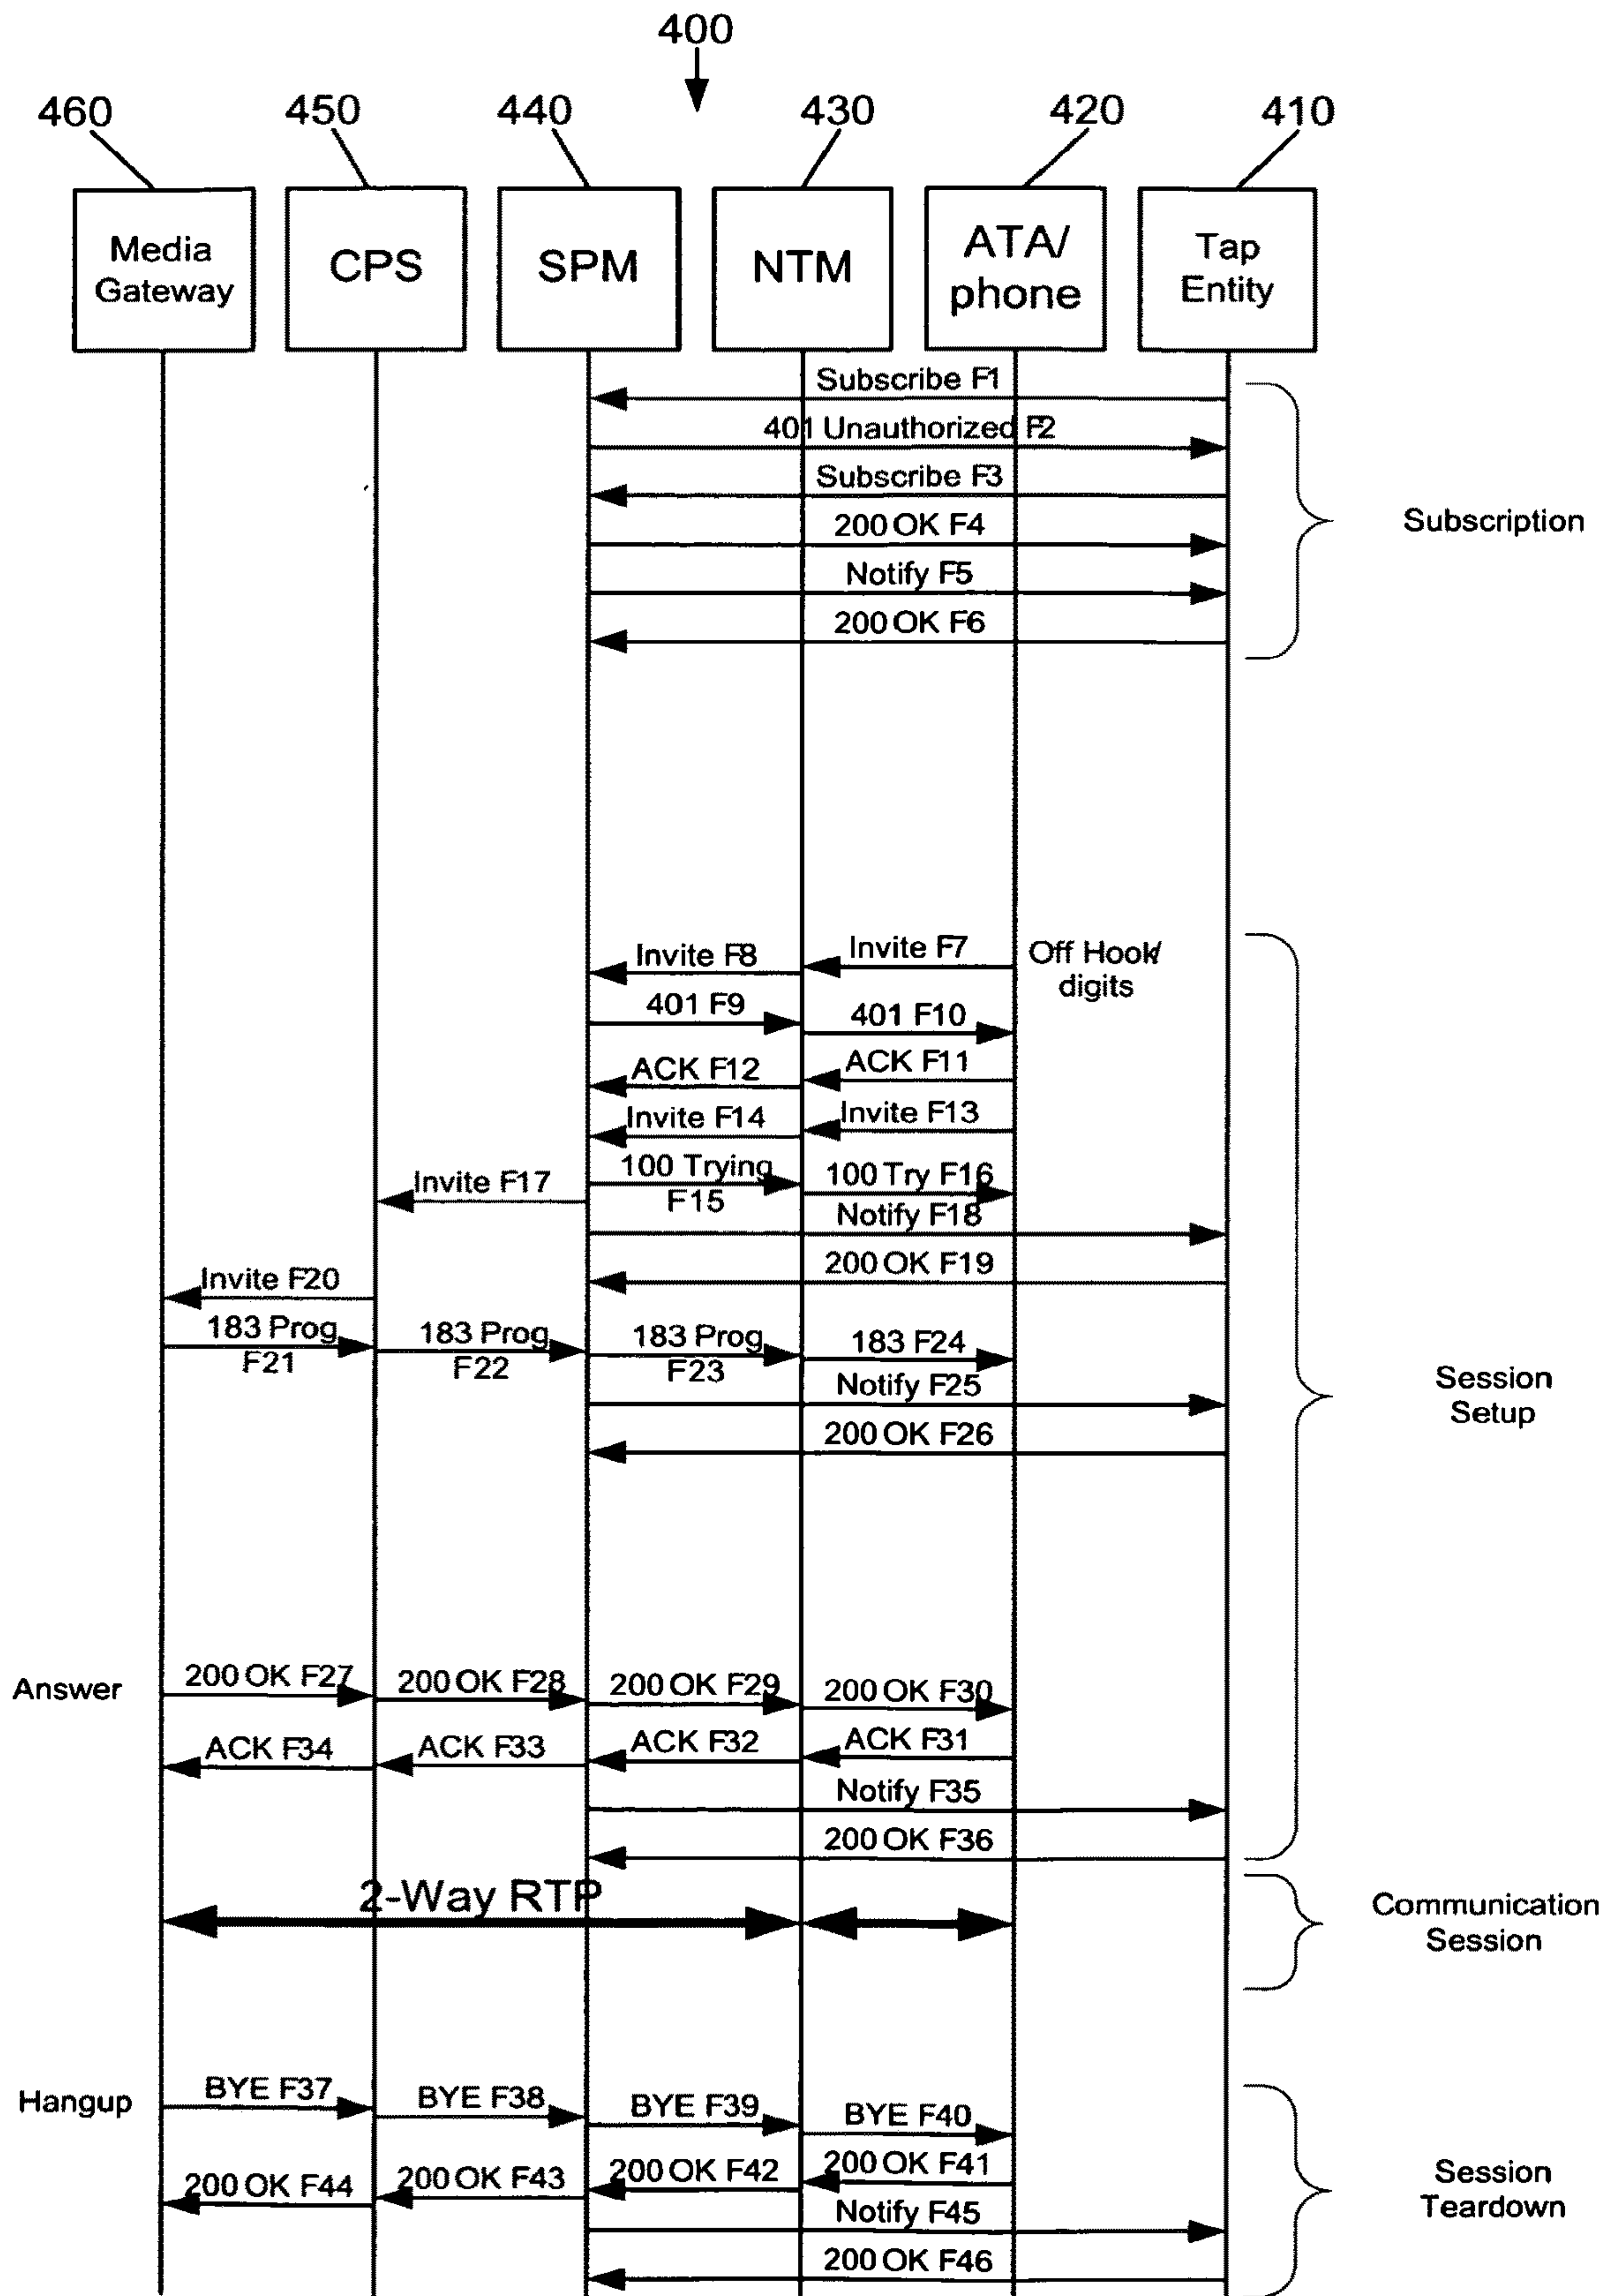 400
460
450
440
430
420
410
Media
Gateway
CPS
SPM
NTM
ATA/
phone
Tap
Entity
Subscribe F1
401 Unauthorized F2
Subscribe F3
200 OK F4
Notify F5
200 OK F6
Subscription
Invite F7
Off Hook/
digits
Invite F8
401 F9
401 F10
ACK F11
ACK F12
Invite F13
Invite F14
100 Trying
F15
100 Try F16
Invite F17
Notify F18
200 OK F19
Invite F20
183 Prog
F21
183 Prog
F22
183 Prog
F23
183 F24
Notify F25
200 OK F26
Session
Setup
Answer
200 OK F27
200 OK F28
200 OK F29
200 OK F30
ACK F34
ACK F33
ACK F32
ACK F31
Notify F35
200 OK F36
2-Way RTP
Communication
Session
Hangup
BYE F37
BYE F38
BYE F39
BYE F40
200 OK F44
200 OK F43
200 OK F42
200 OK F41
Notify F45
200 OK F46
Session
Teardown